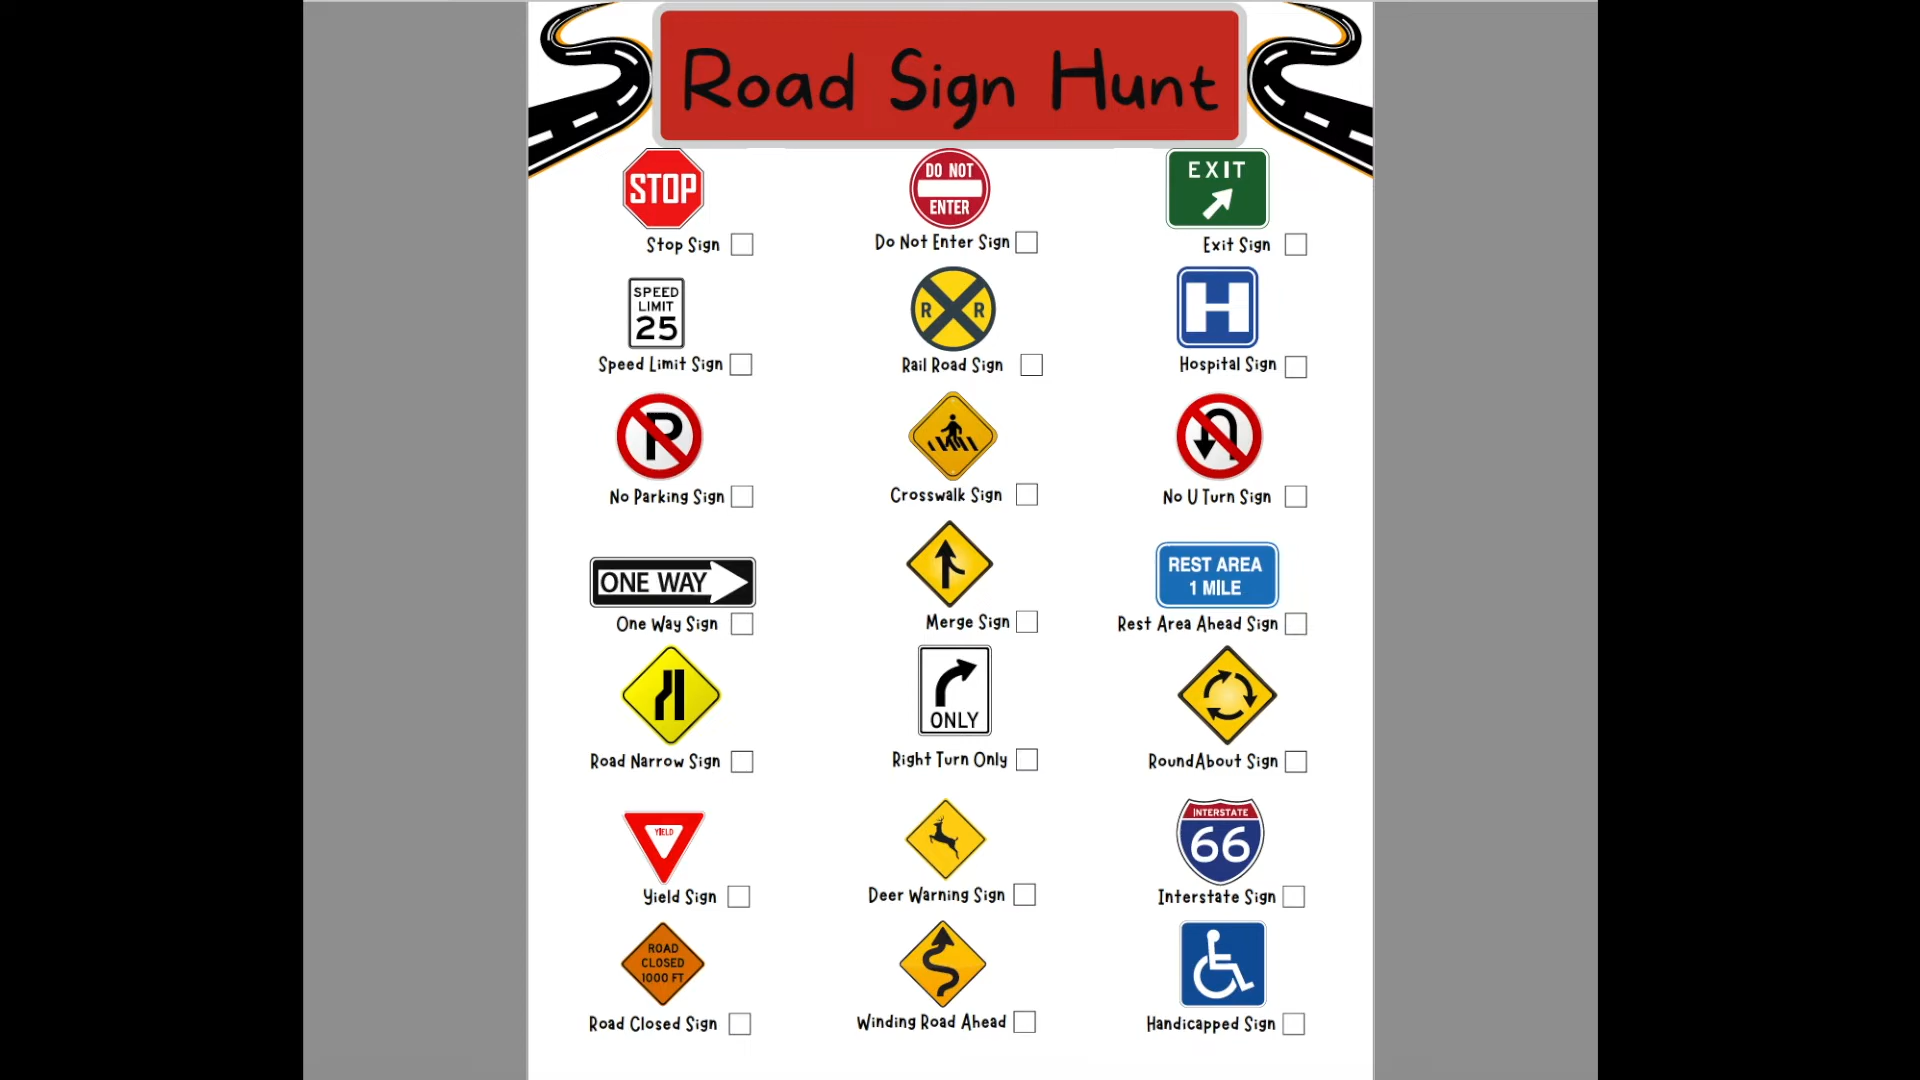 Road Sign Hunt
STOP
Stop Sign
DO NOT
ENTER
Do Not Enter Sign
EXIT
Exit Sign
SPEED
LIMIT
25
Speed Limit Sign
R R
Rail Road Sign
H
Hospital Sign
P
No Parking Sign
Crosswalk Sign
No U Turn Sign
ONE WAY
One Way Sign
Merge Sign
REST AREA
1 MILE
Rest Area Ahead Sign
Road Narrow Sign
ONLY
Right Turn Only
RoundAbout Sign
YIELD
Yield Sign
Deer Warning Sign
INTERSTATE
66
Interstate Sign
ROAD
CLOSED
1000 FT
Road Closed Sign
Winding Road Ahead
Handicapped Sign